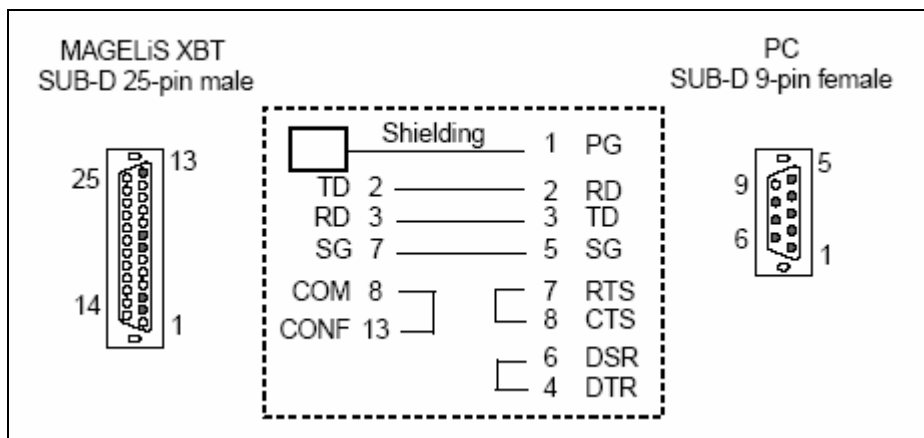 MAGELiS XBT
SUB-D 25-pin male
PC
SUB-D 9-pin female
Shielding 1 PG
TD 2 2 RD
RD 3 3 TD
SG 7 5 SG
COM 8 7 RTS
CONF 13 8 CTS
6 DSR
4 DTR
25 13
14 1
9 5
6 1